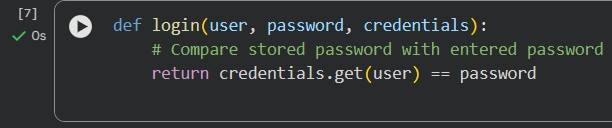 [7]
✓ 0s
def login(user, password, credentials):
    # Compare stored password with entered password
    return credentials.get(user) == password